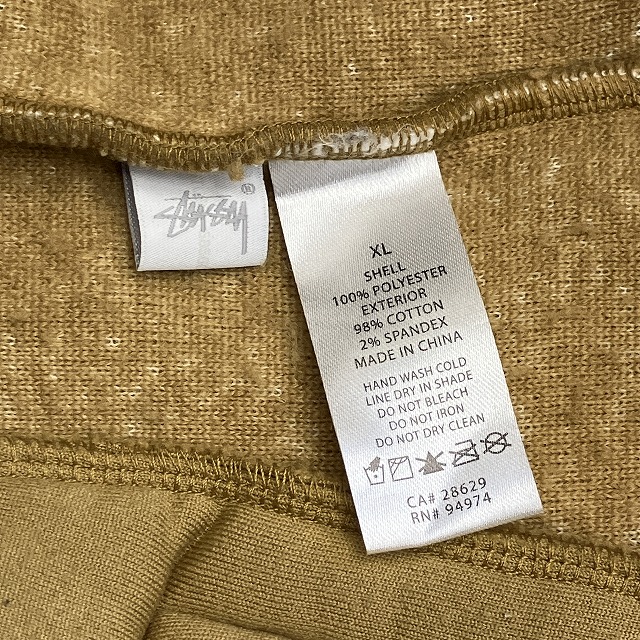 Stüssy
®
XL
SHELL
100% POLYESTER
EXTERIOR
98% COTTON
2% SPANDEX
MADE IN CHINA
HAND WASH COLD
LINE DRY IN SHADE
DO NOT BLEACH
DO NOT IRON
DO NOT DRY CLEAN
CA# 28629
RN# 94974